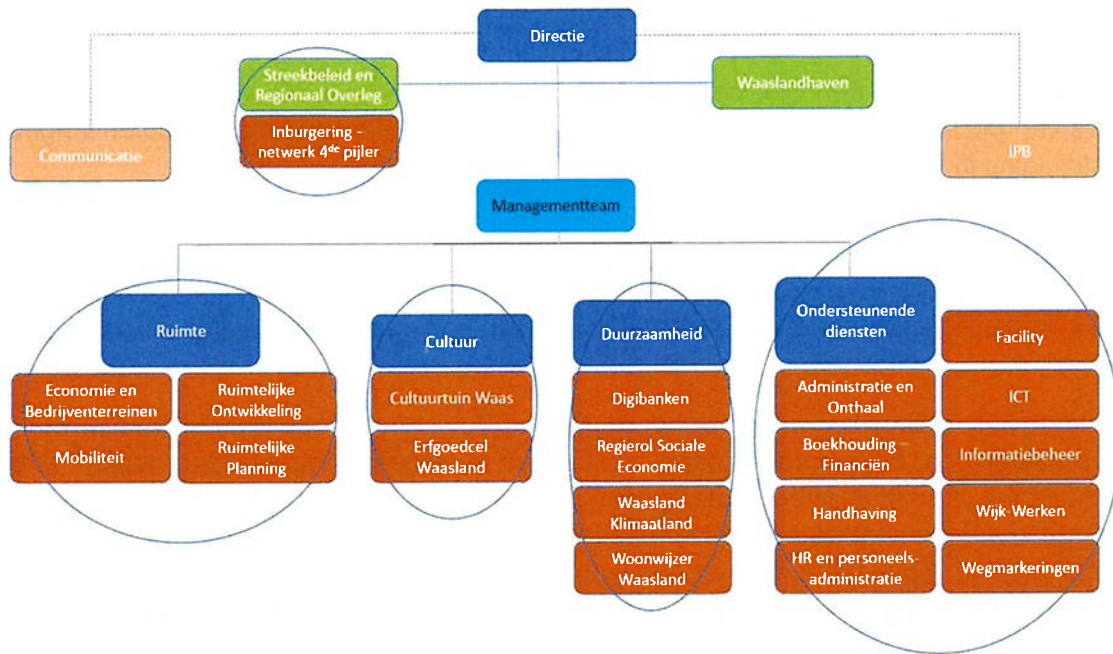 Directie
Streekbeleid en
Regionaal Overleg
Waaslandhaven
Inburgering -
netwerk 4de pijler
Communicatie
IPB
Managementteam
Ruimte
Economie en
Bedrijventerreinen
Ruimtelijke
Ontwikkeling
Mobiliteit
Ruimtelijke
Planning
Cultuur
Cultuurtuin Waas
Erfgoedcel
Waasland
Duurzaamheid
Digibanken
Regierol Sociale
Economie
Waasland
Klimaatland
Woonwijzer
Waasland
Ondersteunende
diensten
Facility
Administratie en
Onthaal
ICT
Boekhouding –
Financiën
Informatiebeheer
Handhaving
Wijk-Werken
HR en personeels-
administratie
Wegmarkeringen